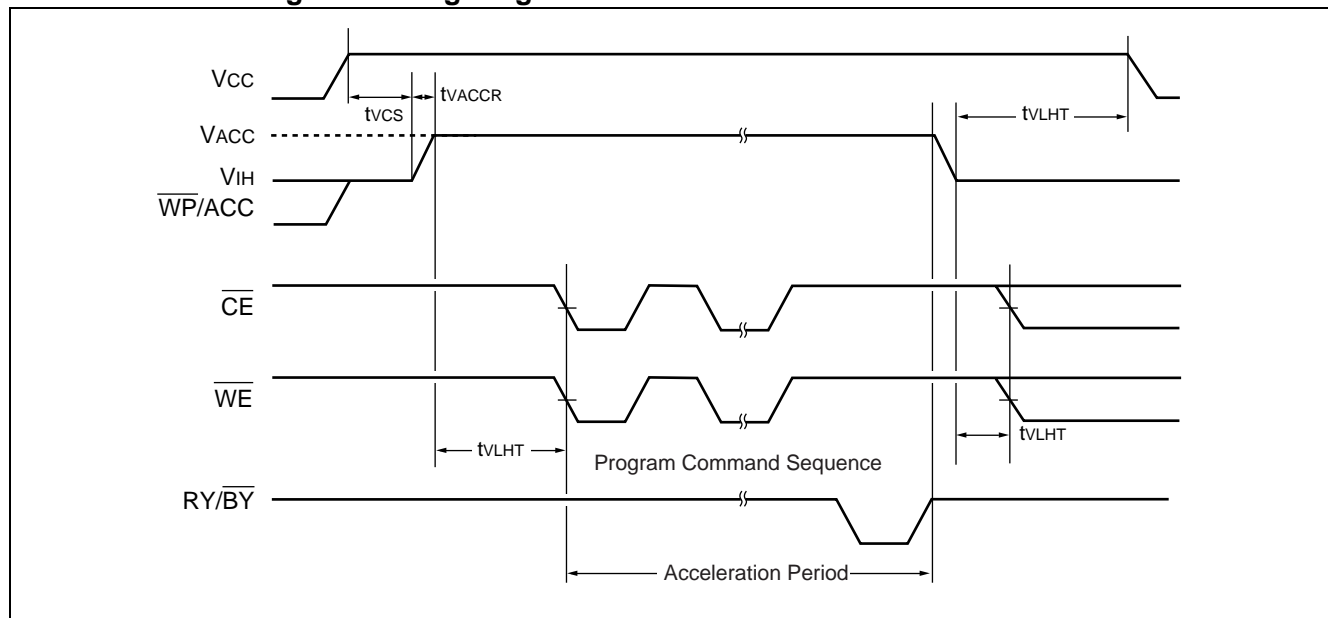 VCC
tVACCR
tVCS
tVLHT
VACC
VIH
WP/ACC
CE
WE
tVLHT
tVLHT
Program Command Sequence
RY/BY
Acceleration Period